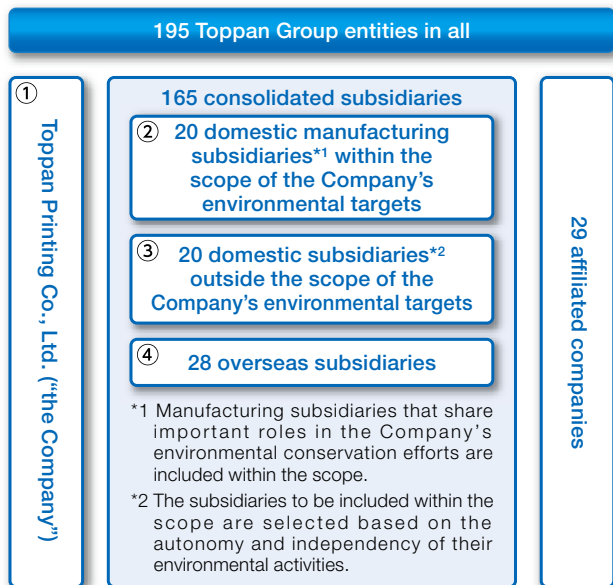 195 Toppan Group entities in all
①
Toppan Printing Co., Ltd. (“the Company”)
165 consolidated subsidiaries
② 20 domestic manufacturing
subsidiaries*1 within the
scope of the Company’s
environmental targets
③ 20 domestic subsidiaries*2
outside the scope of the
Company’s environmental targets
④ 28 overseas subsidiaries
*1 Manufacturing subsidiaries that share
important roles in the Company’s
environmental conservation efforts are
included within the scope.
*2 The subsidiaries to be included within the
scope are selected based on the
autonomy and independency of their
environmental activities.
29 affiliated companies